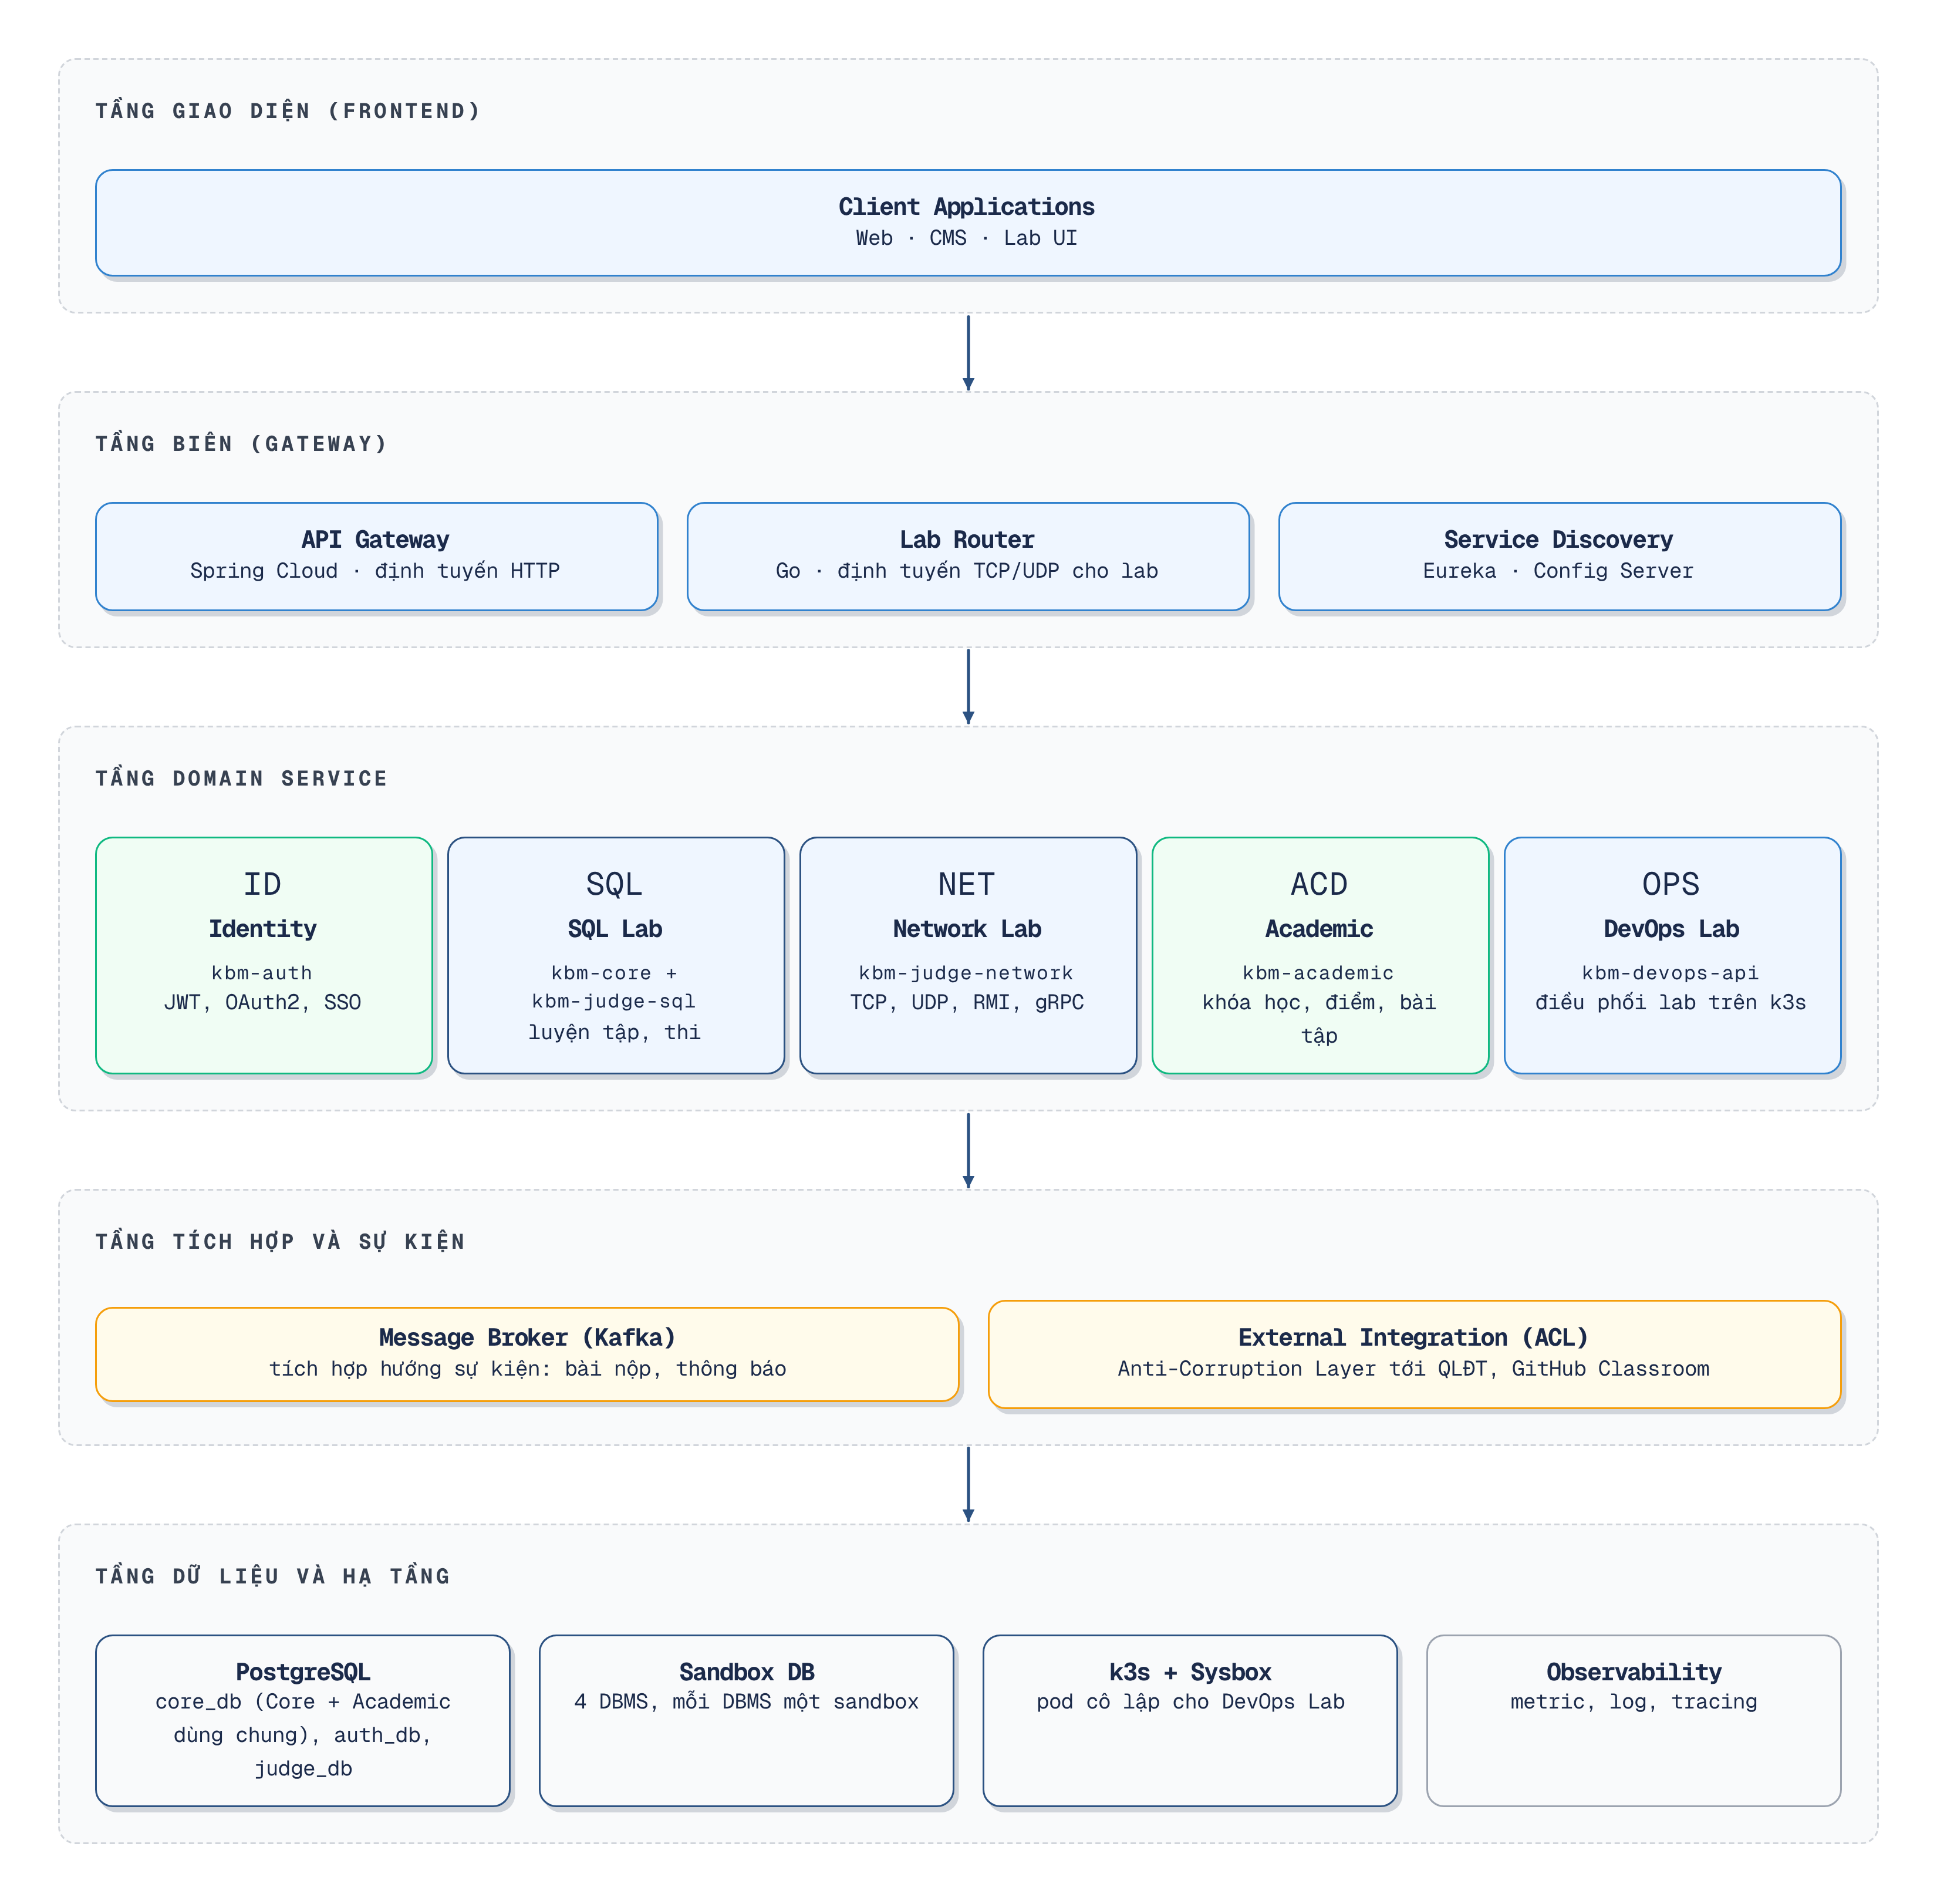 TẦNG GIAO DIỆN (FRONTEND)
Client Applications
Web · CMS · Lab UI
TẦNG BIÊN (GATEWAY)
API Gateway
Spring Cloud · định tuyến HTTP
Lab Router
Go · định tuyến TCP/UDP cho lab
Service Discovery
Eureka · Config Server
TẦNG DOMAIN SERVICE
ID
Identity
kbm-auth
JWT, OAuth2, SSO
SQL
SQL Lab
kbm-core +
kbm-judge-sql
luyện tập, thi
NET
Network Lab
kbm-judge-network
TCP, UDP, RMI, gRPC
ACD
Academic
kbm-academic
khóa học, điểm, bài
tập
OPS
DevOps Lab
kbm-devops-api
điều phối lab trên k3s
TẦNG TÍCH HỢP VÀ SỰ KIỆN
Message Broker (Kafka)
tích hợp hướng sự kiện: bài nộp, thông báo
External Integration (ACL)
Anti-Corruption Layer tới QLĐT, GitHub Classroom
TẦNG DỮ LIỆU VÀ HẠ TẦNG
PostgreSQL
core_db (Core + Academic
dùng chung), auth_db,
judge_db
Sandbox DB
4 DBMS, mỗi DBMS một sandbox
k3s + Sysbox
pod cô lập cho DevOps Lab
Observability
metric, log, tracing